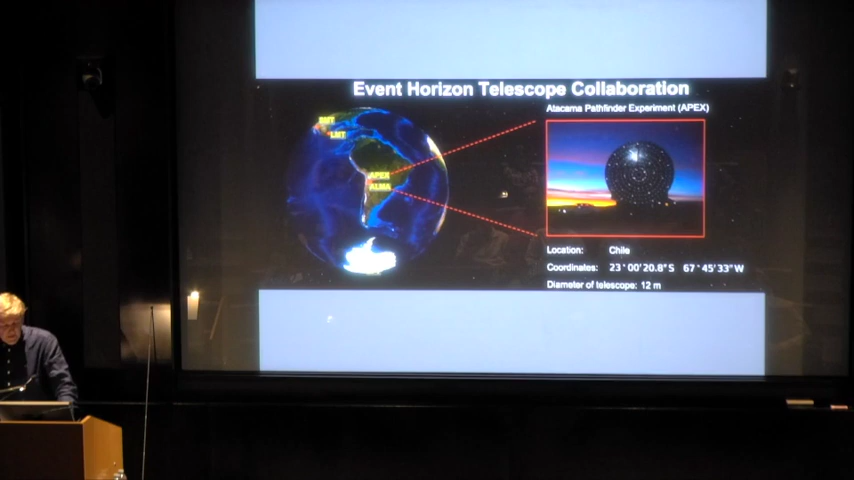 Event Horizon Telescope Collaboration
Atacama Pathfinder Experiment (APEX)
SMT
LMT
APEX
ALMA
Location: Chile
Coordinates: 23°00'20.8"S 67°45'33"W
Diameter of telescope: 12 m